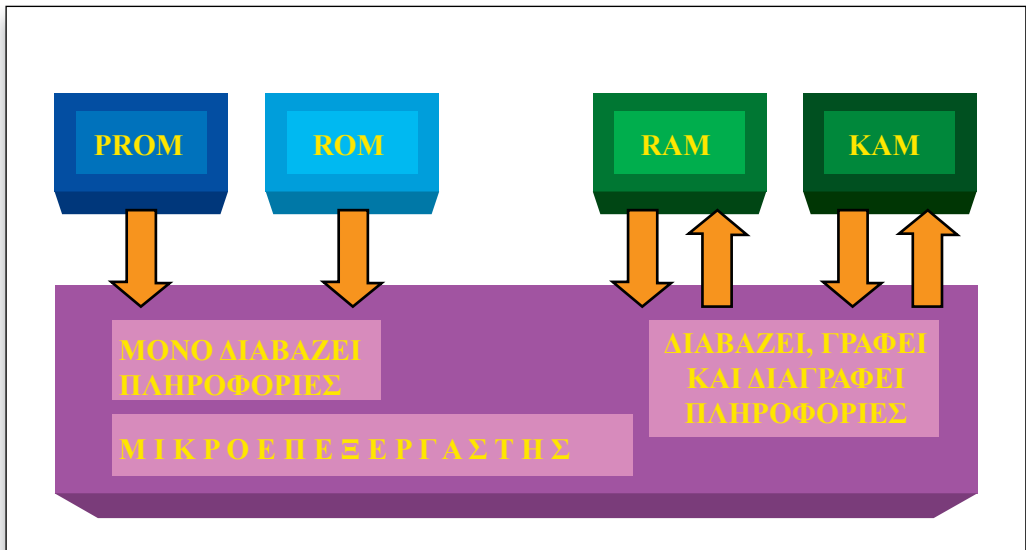 PROM
ROM
RAM
KAM
ΜΟΝΟ ΔΙΑΒΑΖΕΙ
ΠΛΗΡΟΦΟΡΙΕΣ
ΔΙΑΒΑΖΕΙ, ΓΡΑΦΕΙ
ΚΑΙ ΔΙΑΓΡΑΦΕΙ
ΠΛΗΡΟΦΟΡΙΕΣ
Μ Ι Κ Ρ Ο Ε Π Ε Ξ Ε Ρ Γ Α Σ Τ Η Σ